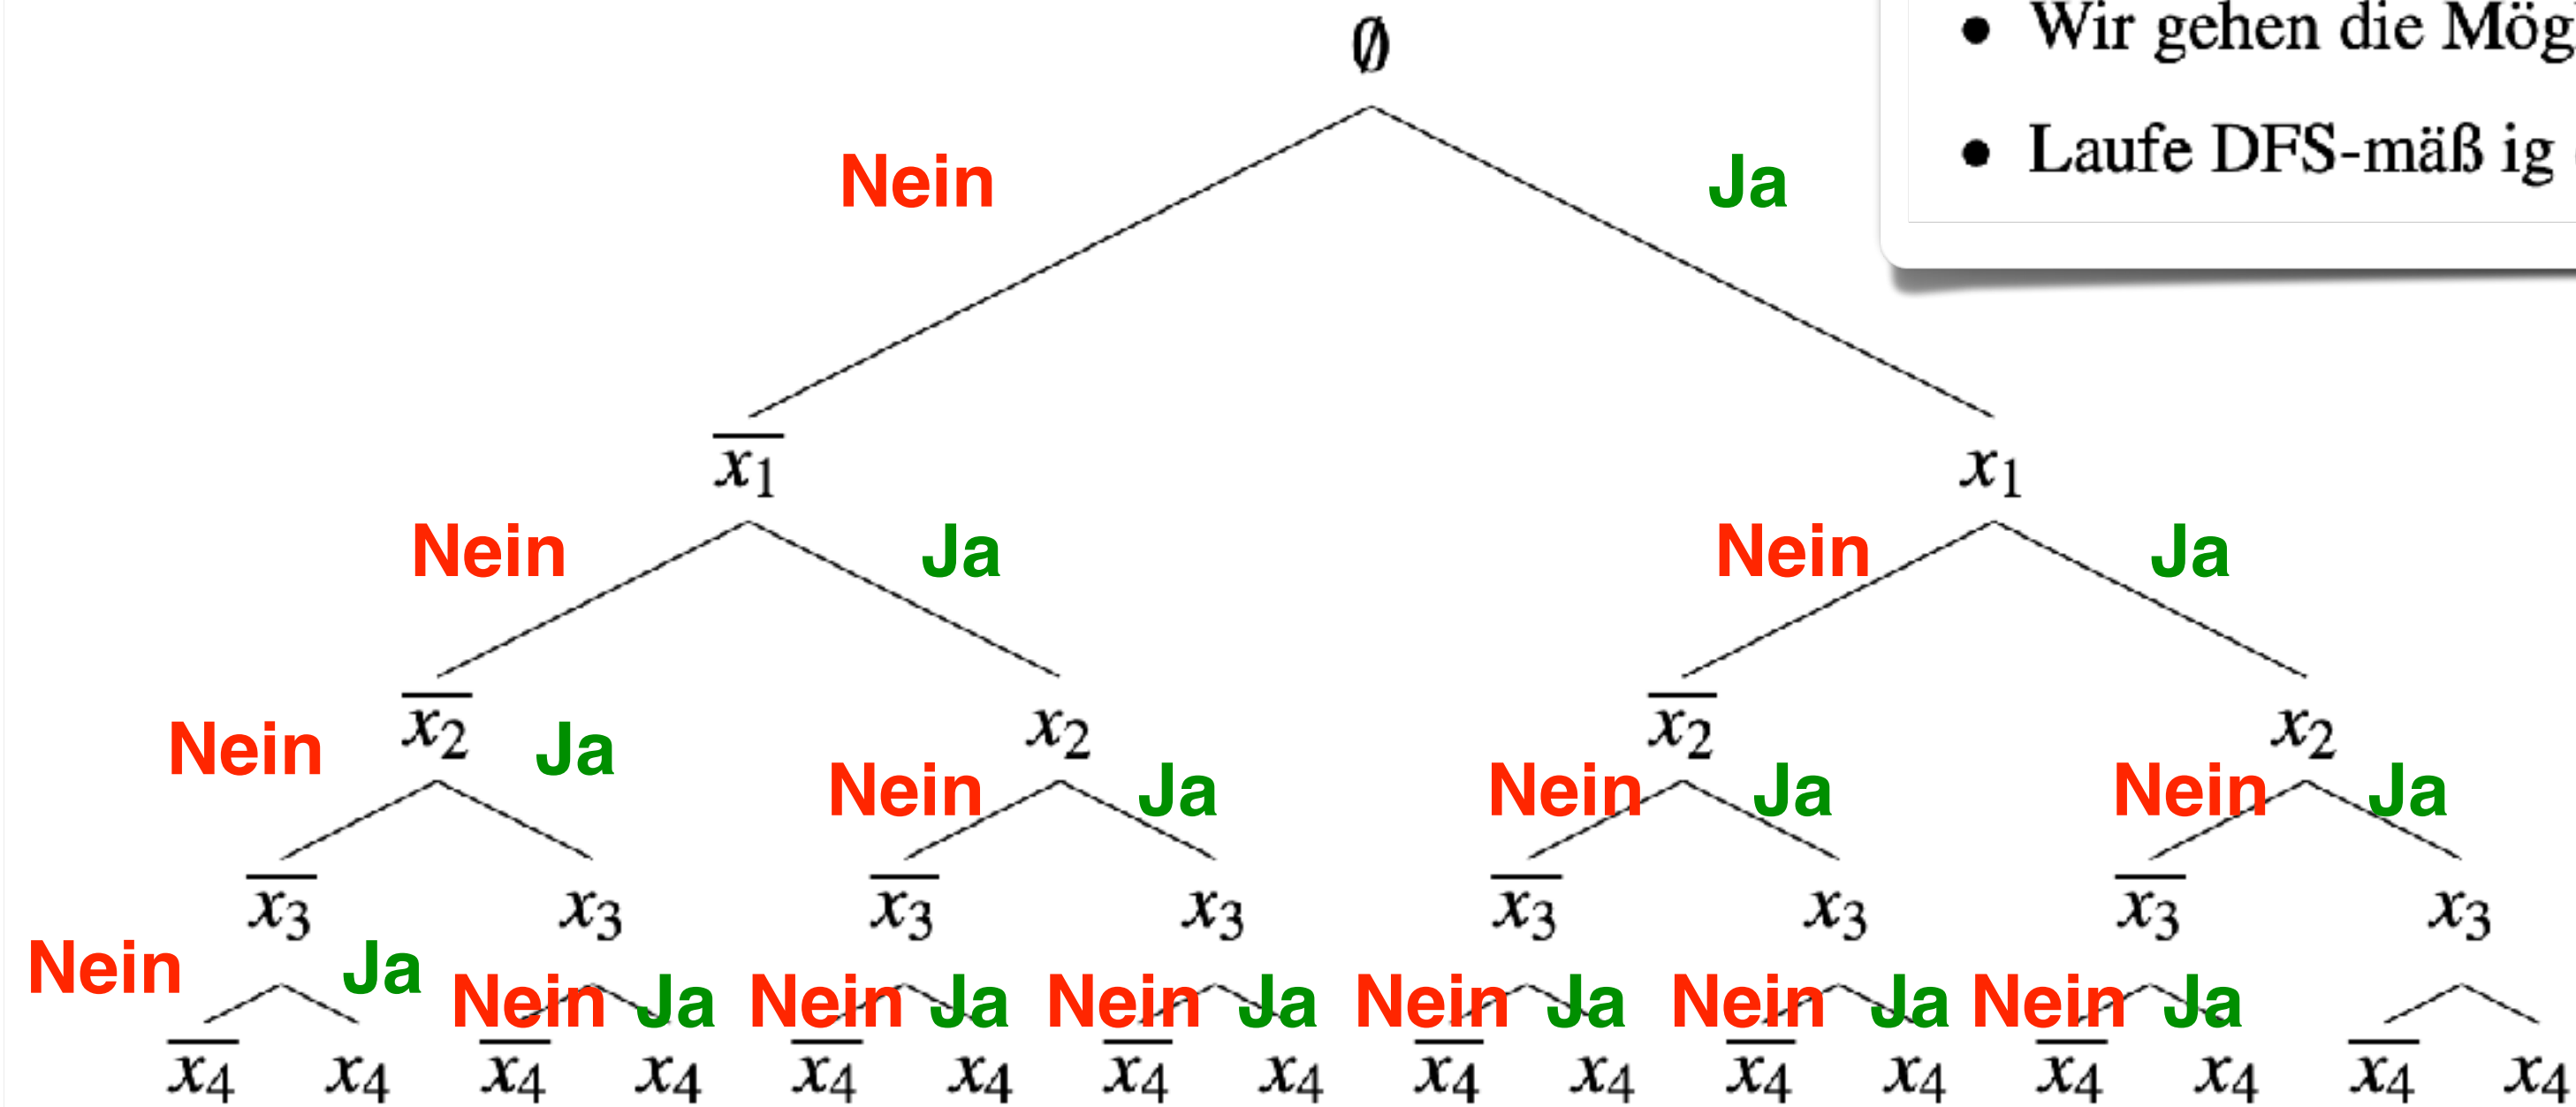 ∅
• Wir gehen die Mög
• Laufe DFS-mäß ig
Nein Ja
x̅₁ x₁
Nein Ja Nein Ja
x̅₂ x₂ x̅₂ x₂
Nein Ja Nein Ja Nein Ja Nein Ja
x̅₃ x₃ x̅₃ x₃ x̅₃ x₃ x̅₃ x₃
Nein Ja Nein Ja Nein Ja Nein Ja Nein Ja Nein Ja Nein Ja
x̅₄ x₄ x̅₄ x₄ x̅₄ x₄ x̅₄ x₄ x̅₄ x₄ x̅₄ x₄ x̅₄ x₄ x̅₄ x₄